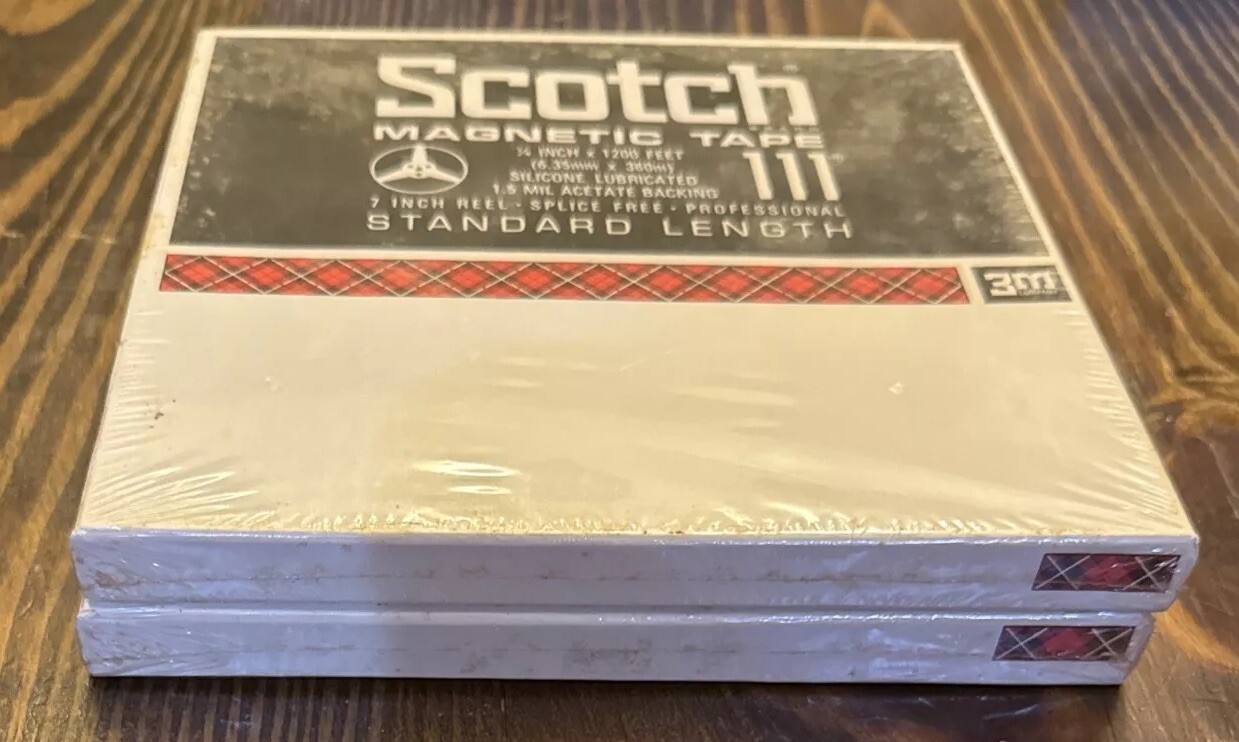 Scotch
MAGNETIC TAPE
¼ INCH x 1200 FEET
(6.35mm x 360m)
SILICONE LUBRICATED
1.5 MIL ACETATE BACKING
111
7 INCH REEL · SPLICE FREE · PROFESSIONAL
STANDARD LENGTH
3m
COMPANY